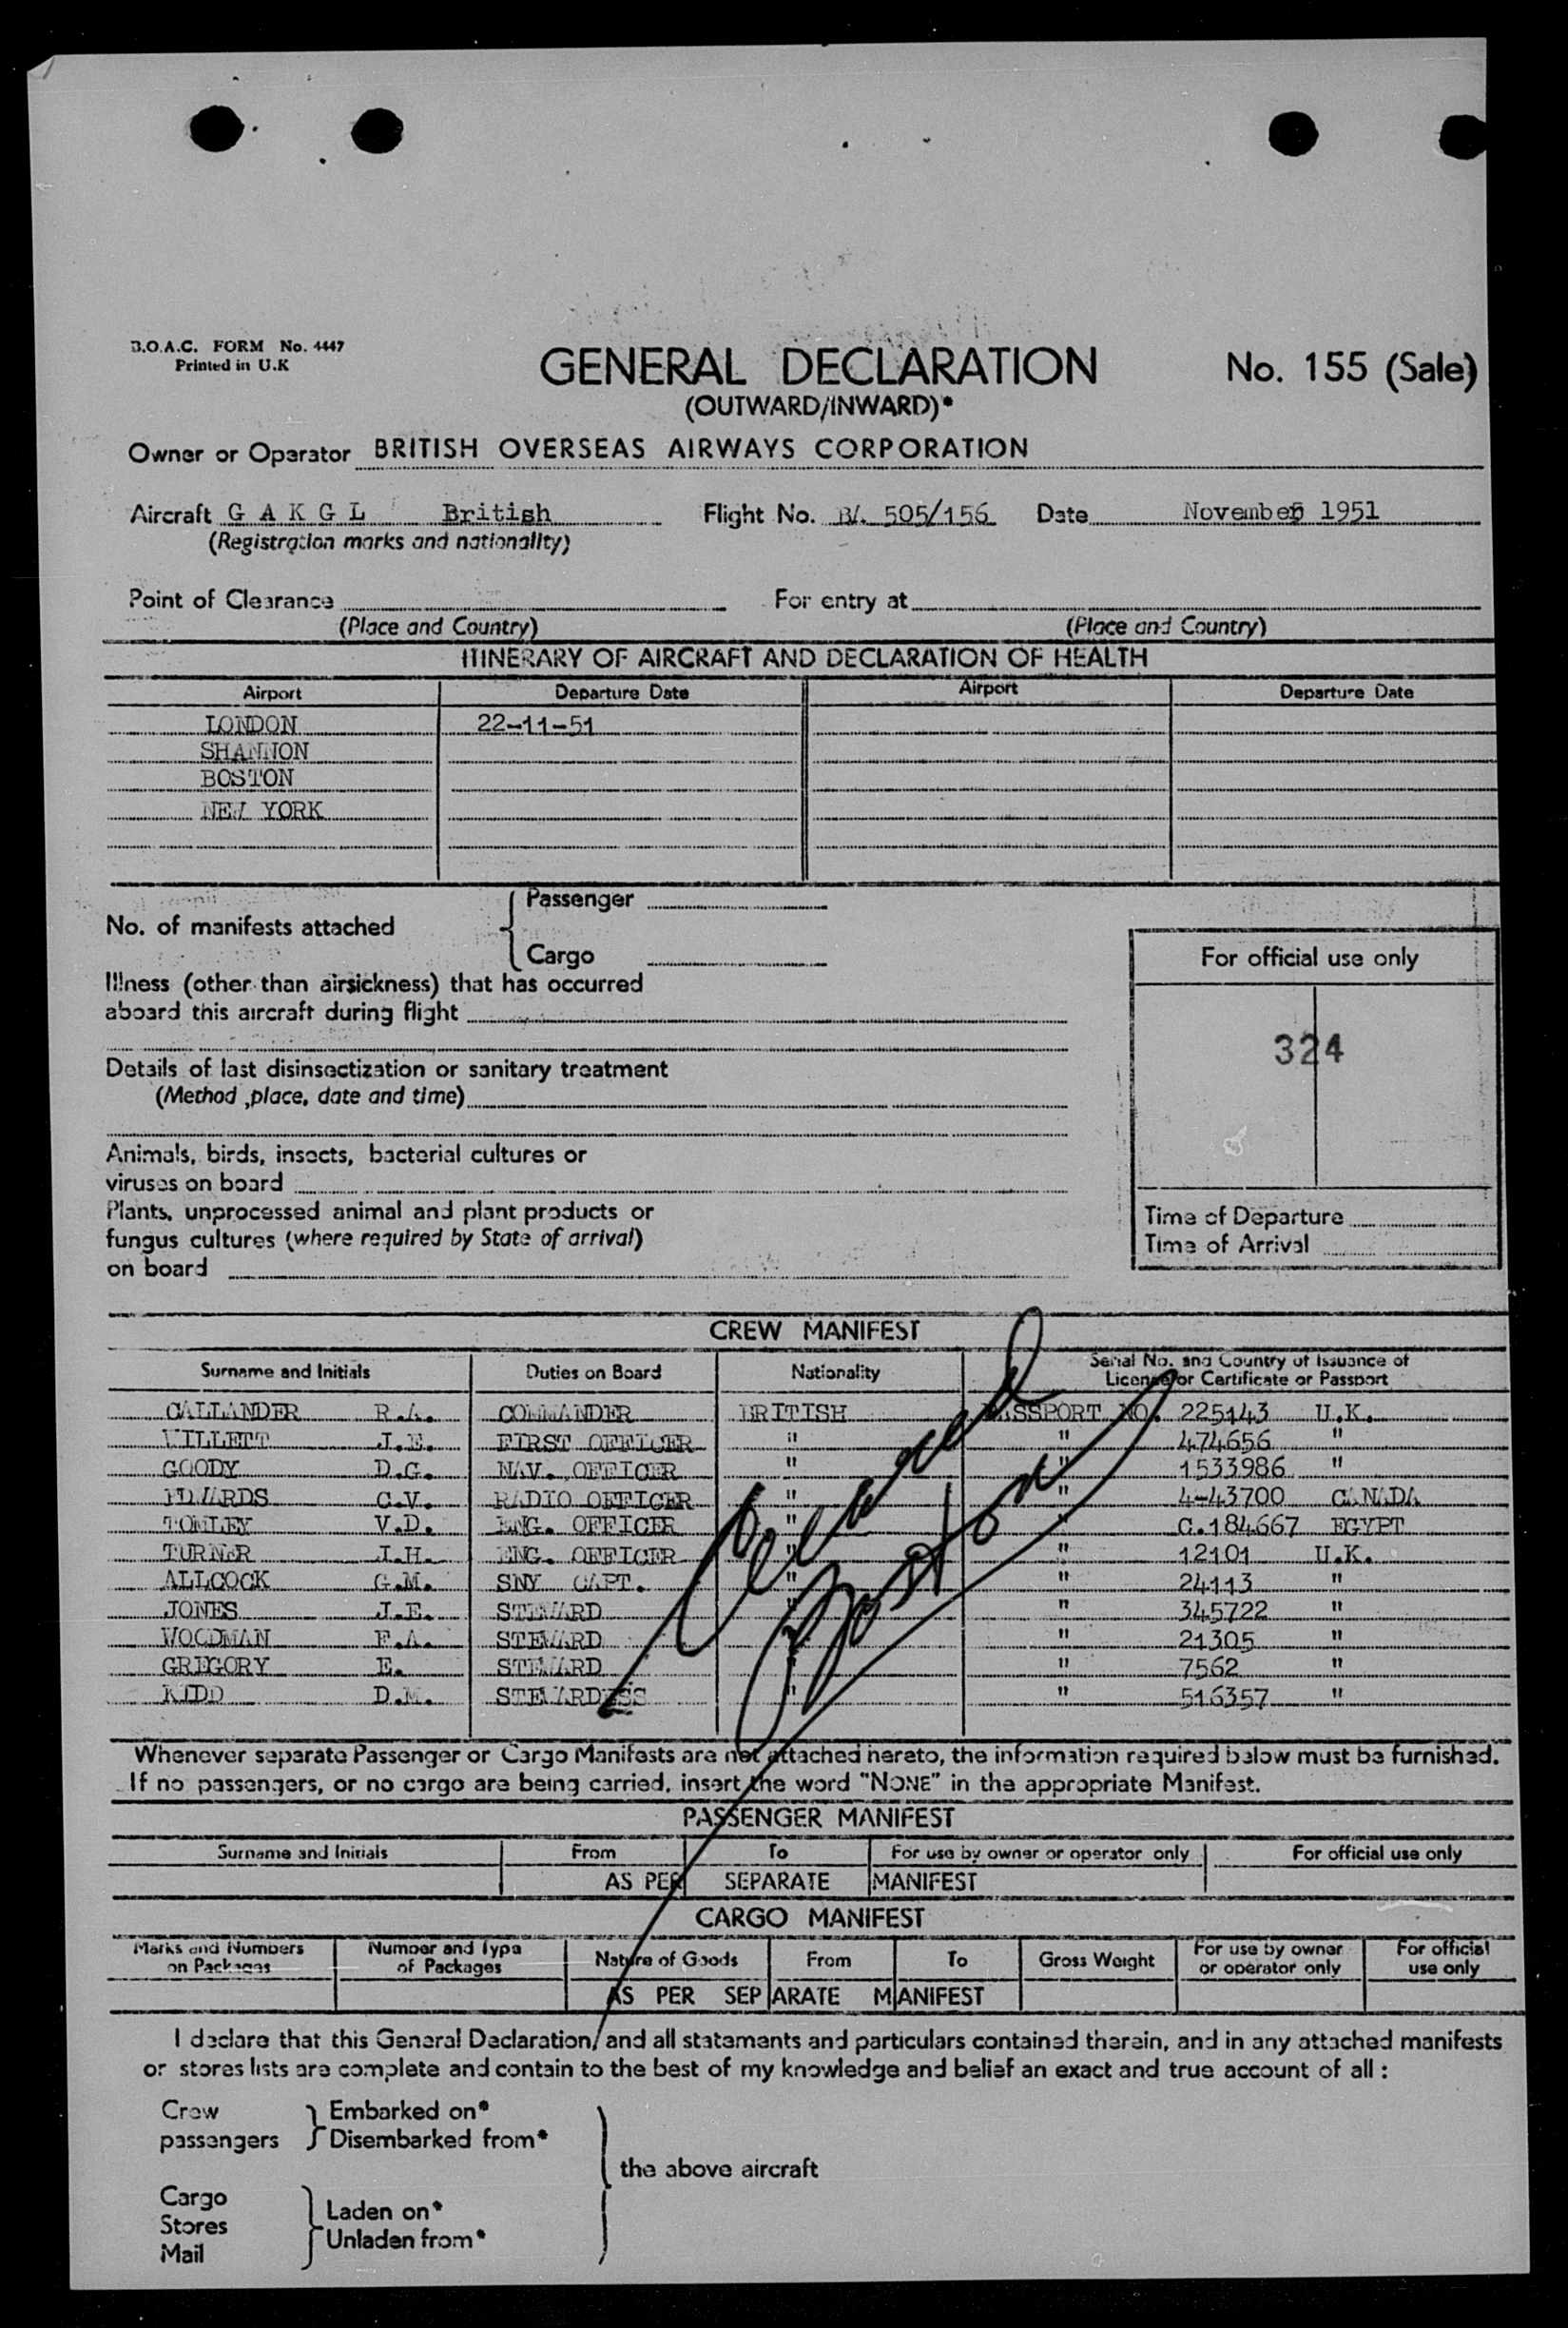 B.O.A.C. FORM No. 4447
Printed in U.K
GENERAL DECLARATION No. 155 (Sale)
(OUTWARD/INWARD)*
Owner or Operator BRITISH OVERSEAS AIRWAYS CORPORATION
Aircraft G A K G L British Flight No. BA. 505/156 Date November 1951
(Registration marks and nationality)
Point of Clearance For entry at
(Place and Country) (Place and Country)
ITINERARY OF AIRCRAFT AND DECLARATION OF HEALTH
Airport Departure Date Airport Departure Date
LONDON 22-11-51
SHANNON
BOSTON
NEW YORK
Passenger
No. of manifests attached
Cargo
For official use only
Illness (other than airsickness) that has occurred
aboard this aircraft during flight
324
Details of last disinsectization or sanitary treatment
(Method ,place, date and time)
Animals, birds, insects, bacterial cultures or
viruses on board
Plants, unprocessed animal and plant products or
fungus cultures (where required by State of arrival)
on board
Time of Departure
Time of Arrival
CREW MANIFEST
Surname and Initials Duties on Board Nationality Serial No. and Country of Issuance of
License or Certificate or Passport
CALLANDER R.A. COMMANDER BRITISH PASSPORT NO. 225143 U.K.
WILLETT J.E. FIRST OFFICER " " 474656 "
GOODY D.G. NAV. OFFICER " " 1533986 "
EDWARDS C.V. RADIO OFFICER " " 4-43700 CANADA
TOMLEY V.D. ENG. OFFICER " " C.184667 EGYPT
TURNER J.H. ENG. OFFICER " " 12101 U.K.
ALLCOCK G.M. SNY CAPT. " " 24113 "
JONES J.E. STEWARD " " 345722 "
WOODMAN F.A. STEWARD " " 21305 "
GREGORY E. STEWARD " " 7562 "
KIDD D.M. STEWARDESS " " 516357 "
Cleared
Boston
Whenever separate Passenger or Cargo Manifests are not attached hereto, the information required below must be furnished.
If no passengers, or no cargo are being carried, insert the word "NONE" in the appropriate Manifest.
PASSENGER MANIFEST
Surname and Initials From To For use by owner or operator only For official use only
AS PER SEPARATE MANIFEST
CARGO MANIFEST
Marks and Numbers on Packages Number and Type of Packages Nature of Goods From To Gross Weight For use by owner or operator only For official use only
AS PER SEPARATE MANIFEST
I declare that this General Declaration, and all statements and particulars contained therein, and in any attached manifests
or stores lists are complete and contain to the best of my knowledge and belief an exact and true account of all :
Crew Embarked on*
passengers Disembarked from*
the above aircraft
Cargo
Laden on*
Stores
Unladen from*
Mail